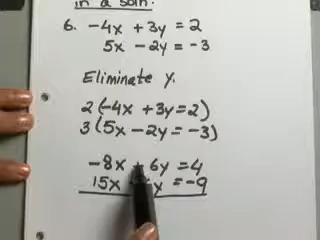 in a soln.
6. -4x + 3y = 2
5x - 2y = -3
Eliminate y.
2(-4x + 3y = 2)
3(5x - 2y = -3)
-8x + 6y = 4
15x y = -9